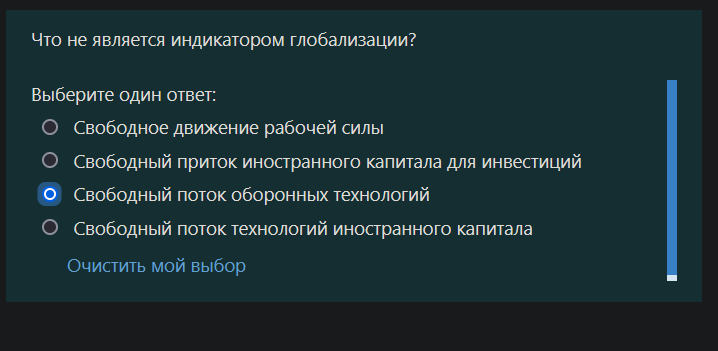 Что не является индикатором глобализации?
Выберите один ответ:
Свободное движение рабочей силы
Свободный приток иностранного капитала для инвестиций
Свободный поток оборонных технологий
Свободный поток технологий иностранного капитала
Очистить мой выбор